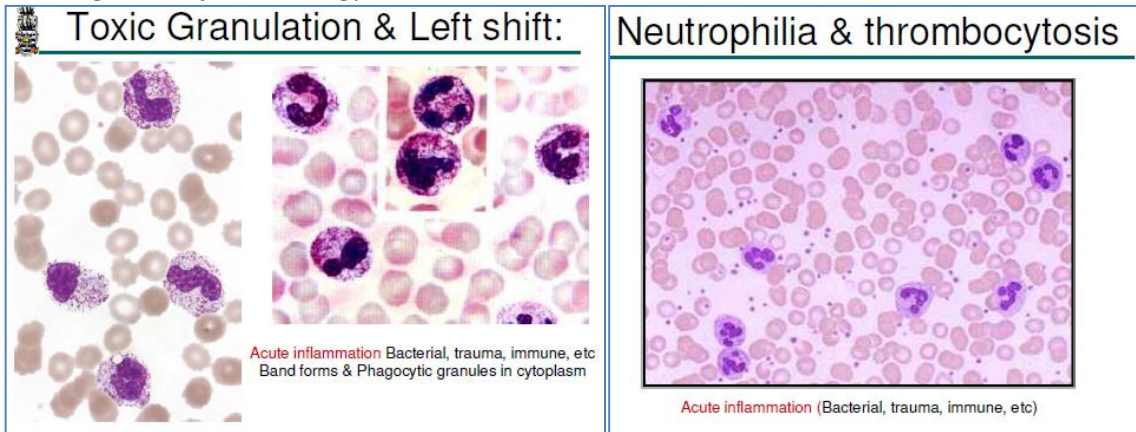 Toxic Granulation & Left shift:
Acute inflammation Bacterial, trauma, immune, etc
Band forms & Phagocytic granules in cytoplasm
Neutrophilia & thrombocytosis
Acute inflammation (Bacterial, trauma, immune, etc)